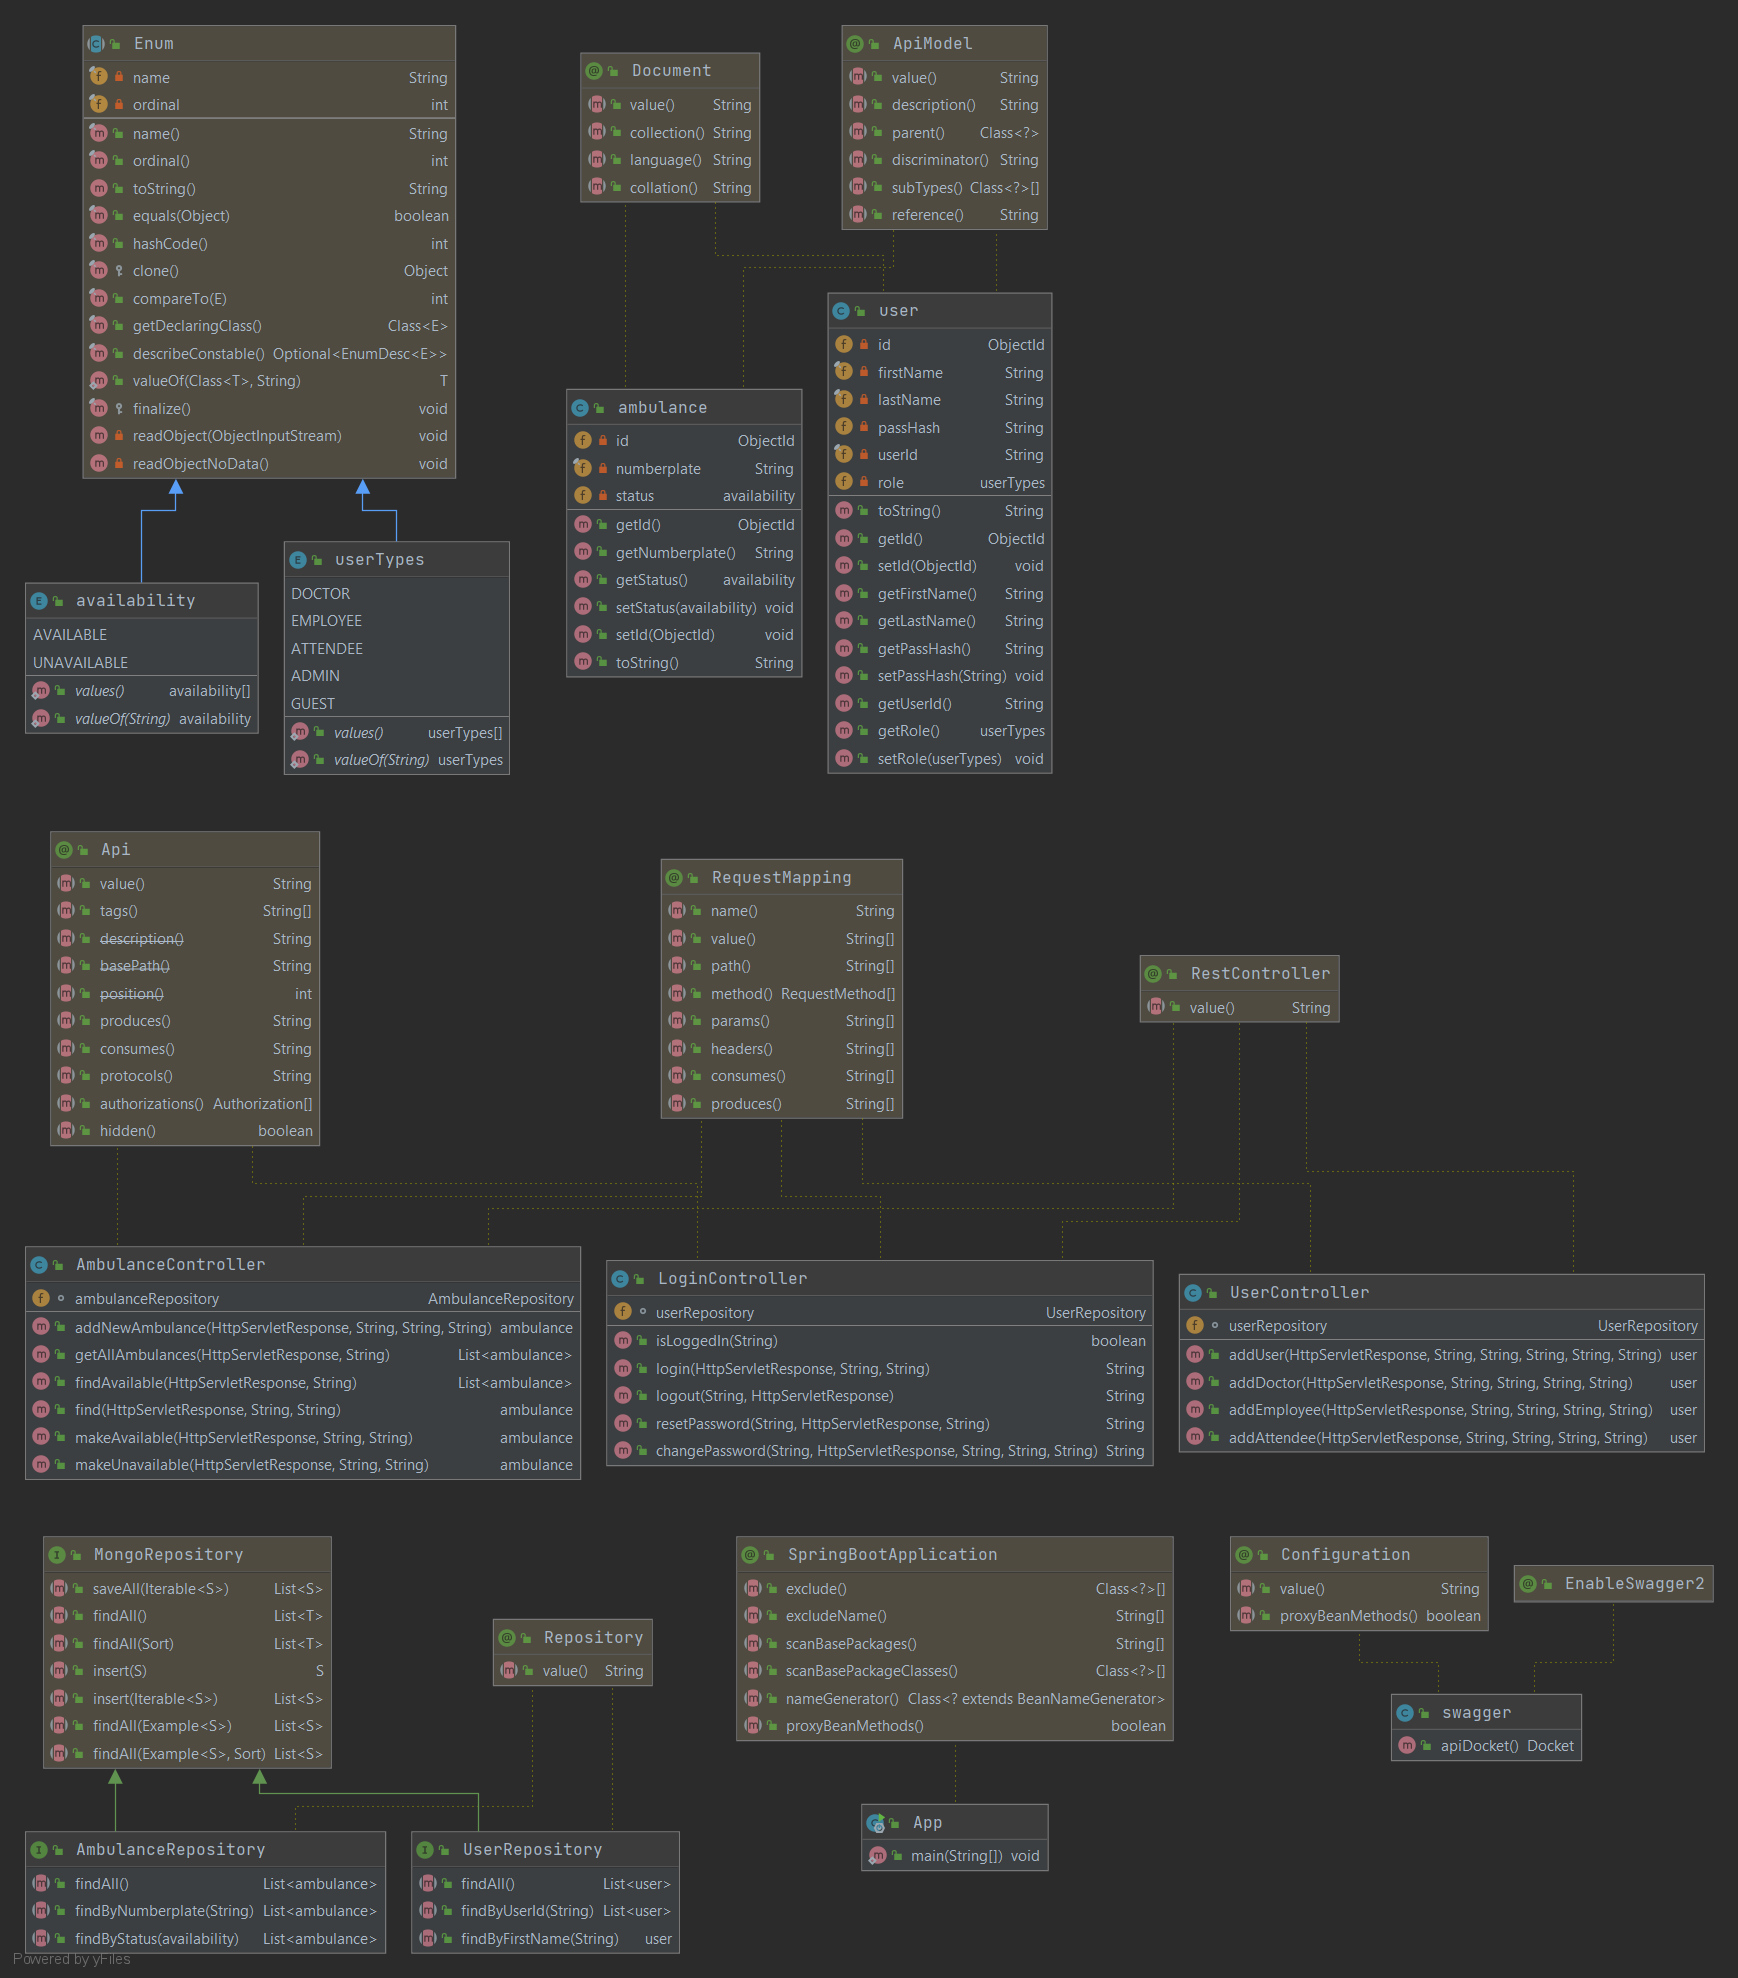 Enum
name String
ordinal int
name() String
ordinal() int
toString() String
equals(Object) boolean
hashCode() int
clone() Object
compareTo(E) int
getDeclaringClass() Class<E>
describeConstable() Optional<EnumDesc<E>>
valueOf(Class<T>, String) T
finalize() void
readObject(ObjectInputStream) void
readObjectNoData() void
Document
value() String
collection() String
language() String
collation() String
ApiModel
value() String
description() String
parent() Class<?>
discriminator() String
subTypes() Class<?>[]
reference() String
availability
AVAILABLE
UNAVAILABLE
values() availability[]
valueOf(String) availability
userTypes
DOCTOR
EMPLOYEE
ATTENDEE
ADMIN
GUEST
values() userTypes[]
valueOf(String) userTypes
ambulance
id ObjectId
numberplate String
status availability
getId() ObjectId
getNumberplate() String
getStatus() availability
setStatus(availability) void
setId(ObjectId) void
toString() String
user
id ObjectId
firstName String
lastName String
passHash String
userId String
role userTypes
toString() String
getId() ObjectId
setId(ObjectId) void
getFirstName() String
getLastName() String
getPassHash() String
setPassHash(String) void
getUserId() String
getRole() userTypes
setRole(userTypes) void
Api
value() String
tags() String[]
description() String
basePath() String
position() int
produces() String
consumes() String
protocols() String
authorizations() Authorization[]
hidden() boolean
RequestMapping
name() String
value() String[]
path() String[]
method() RequestMethod[]
params() String[]
headers() String[]
consumes() String[]
produces() String[]
RestController
value() String
AmbulanceController
ambulanceRepository AmbulanceRepository
addNewAmbulance(HttpServletResponse, String, String, String) ambulance
getAllAmbulances(HttpServletResponse, String) List<ambulance>
findAvailable(HttpServletResponse, String) List<ambulance>
find(HttpServletResponse, String, String) ambulance
makeAvailable(HttpServletResponse, String, String) ambulance
makeUnavailable(HttpServletResponse, String, String) ambulance
LoginController
userRepository UserRepository
isLoggedIn(String) boolean
login(HttpServletResponse, String, String) String
logout(String, HttpServletResponse) String
resetPassword(String, HttpServletResponse, String) String
changePassword(String, HttpServletResponse, String, String, String) String
UserController
userRepository UserRepository
addUser(HttpServletResponse, String, String, String, String, String) user
addDoctor(HttpServletResponse, String, String, String, String) user
addEmployee(HttpServletResponse, String, String, String, String) user
addAttendee(HttpServletResponse, String, String, String, String) user
MongoRepository
saveAll(Iterable<S>) List<S>
findAll() List<T>
findAll(Sort) List<T>
insert(S) S
insert(Iterable<S>) List<S>
findAll(Example<S>) List<S>
findAll(Example<S>, Sort) List<S>
Repository
value() String
SpringBootApplication
exclude() Class<?>[]
excludeName() String[]
scanBasePackages() String[]
scanBasePackageClasses() Class<?>[]
nameGenerator() Class<? extends BeanNameGenerator>
proxyBeanMethods() boolean
Configuration
value() String
proxyBeanMethods() boolean
EnableSwagger2
swagger
apiDocket() Docket
App
main(String[]) void
AmbulanceRepository
findAll() List<ambulance>
findByNumberplate(String) List<ambulance>
findByStatus(availability) List<ambulance>
UserRepository
findAll() List<user>
findByUserId(String) List<user>
findByFirstName(String) user
Powered by yFiles